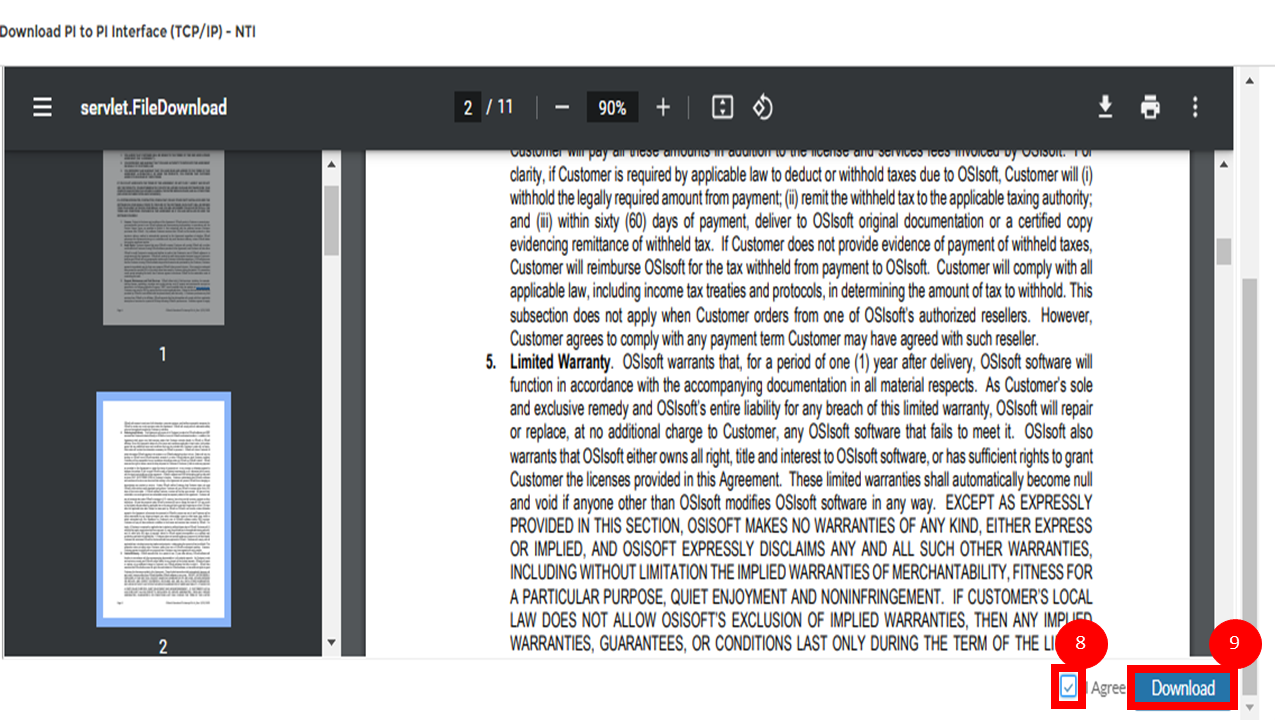 Download PI to PI Interface (TCP/IP) - NTI
servlet.FileDownload
2 / 11
90%
Customer will pay all these amounts in addition to the license and services fees invoiced by OSIsoft. For
clarity, if Customer is required by applicable law to deduct or withhold taxes due to OSIsoft, Customer will (i)
withhold the legally required amount from payment; (ii) remit the withheld tax to the applicable taxing authority;
and (iii) within sixty (60) days of payment, deliver to OSIsoft original documentation or a certified copy
evidencing remittance of withheld tax. If Customer does not provide evidence of payment of withheld taxes,
Customer will reimburse OSIsoft for the tax withheld from payment to OSIsoft. Customer will comply with all
applicable law, including income tax treaties and protocols, in determining the amount of tax to withhold. This
subsection does not apply when Customer orders from one of OSIsoft's authorized resellers. However,
Customer agrees to comply with any payment term Customer may have agreed with such reseller.
5. Limited Warranty. OSIsoft warrants that, for a period of one (1) year after delivery, OSIsoft software will
function in accordance with the accompanying documentation in all material respects. As Customer's sole
and exclusive remedy and OSIsoft's entire liability for any breach of this limited warranty, OSIsoft will repair
or replace, at no additional charge to Customer, any OSIsoft software that fails to meet it. OSIsoft also
warrants that OSIsoft either owns all right, title and interest to OSIsoft software, or has sufficient rights to grant
Customer the licenses provided in this Agreement. These limited warranties shall automatically become null
and void if anyone other than OSIsoft modifies OSIsoft software in any way. EXCEPT AS EXPRESSLY
PROVIDED IN THIS SECTION, OSISOFT MAKES NO WARRANTIES OF ANY KIND, EITHER EXPRESS
OR IMPLIED, AND OSISOFT EXPRESSLY DISCLAIMS ANY AND ALL SUCH OTHER WARRANTIES,
INCLUDING WITHOUT LIMITATION THE IMPLIED WARRANTIES OF MERCHANTABILITY, FITNESS FOR
A PARTICULAR PURPOSE, QUIET ENJOYMENT AND NONINFRINGEMENT. IF CUSTOMER'S LOCAL
LAW DOES NOT ALLOW OSISOFT'S EXCLUSION OF IMPLIED WARRANTIES, THEN ANY IMPLIED
WARRANTIES, GUARANTEES, OR CONDITIONS LAST ONLY DURING THE TERM OF THE
1
2
8
9
I Agree
Download